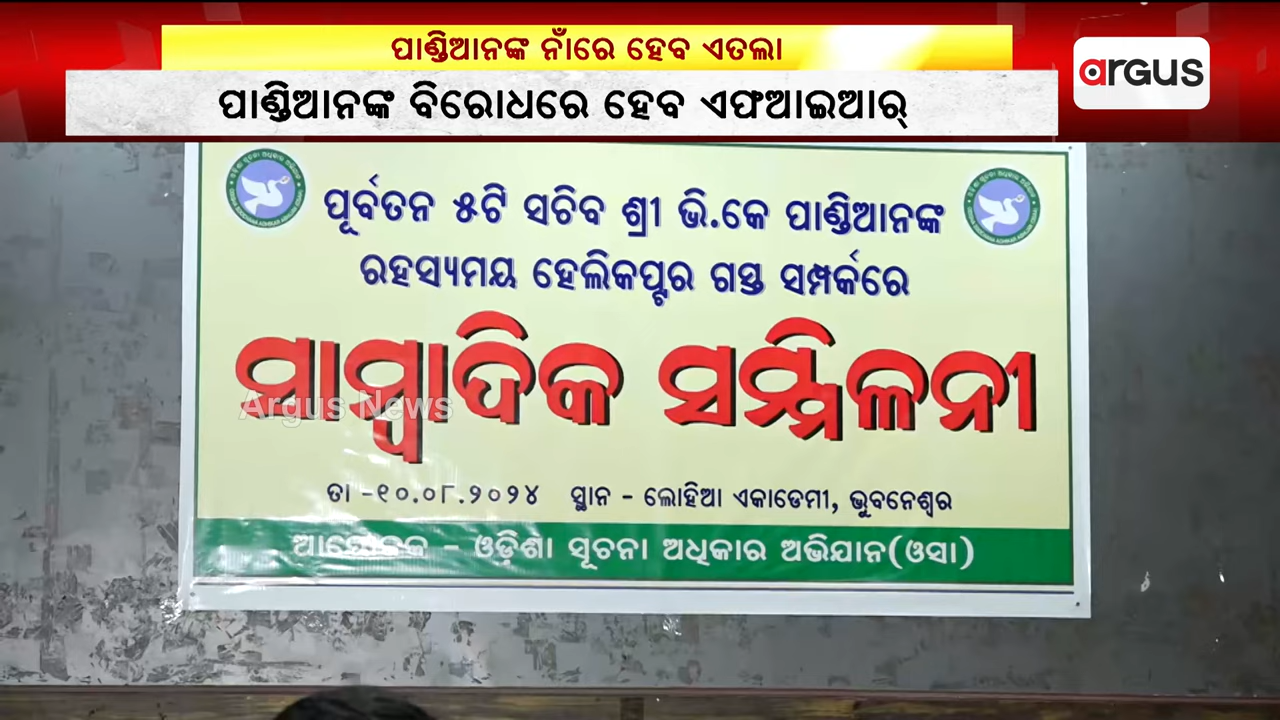 ପାଣ୍ଡିଆନଙ୍କ ନାଁରେ ହେବ ଏତଲା
ପାଣ୍ଡିଆନଙ୍କ ବିରୋଧରେ ହେବ ଏଫଆଇଆର୍
argus
ପୂର୍ବତନ ୫ଟି ସଚିବ ଶ୍ରୀ ଭି.କେ ପାଣ୍ଡିଆନଙ୍କ
ରହସ୍ୟମୟ ହେଲିକପ୍ଟର ଗସ୍ତ ସମ୍ପର୍କରେ
ସାମ୍ବାଦିକ ସମ୍ମିଳନୀ
Argus News
ତା -୧୦.୦୮.୨୦୨୪ ସ୍ଥାନ - ଲୋହିଆ ଏକାଡେମୀ, ଭୁବନେଶ୍ୱର
ଆୟୋଜକ - ଓଡ଼ିଶା ସୂଚନା ଅଧିକାର ଅଭିଯାନ(ଓସା)